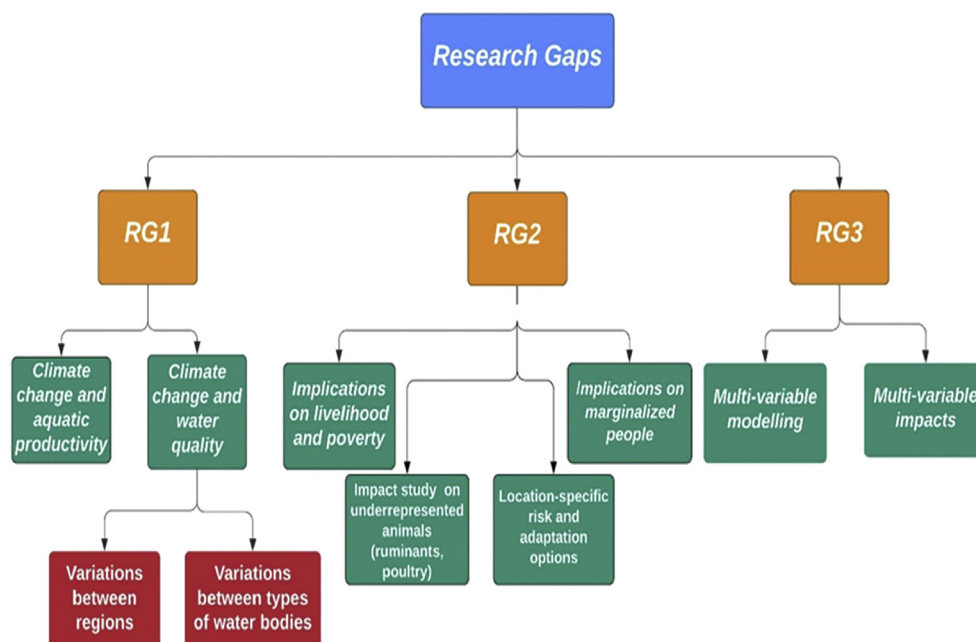 Research Gaps
RG1
RG2
RG3
Climate
change and
aquatic
productivity
Climate
change and
water
quality
Implications
on livelihood
and poverty
Implications on
marginalized
people
Multi-variable
modelling
Multi-variable
impacts
Impact study on
underrepresented
animals
(ruminants,
poultry)
Location-specific
risk and
adaptation
options
Variations
between
regions
Variations
between types
of water bodies